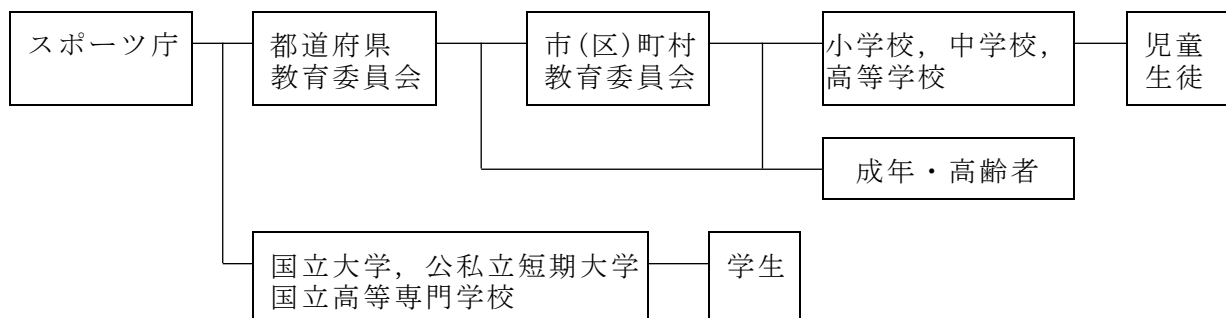 スポーツ庁
都道府県
教育委員会
市(区)町村
教育委員会
小学校，中学校，
高等学校
児童
生徒
成年・高齢者
国立大学，公私立短期大学
国立高等専門学校
学生